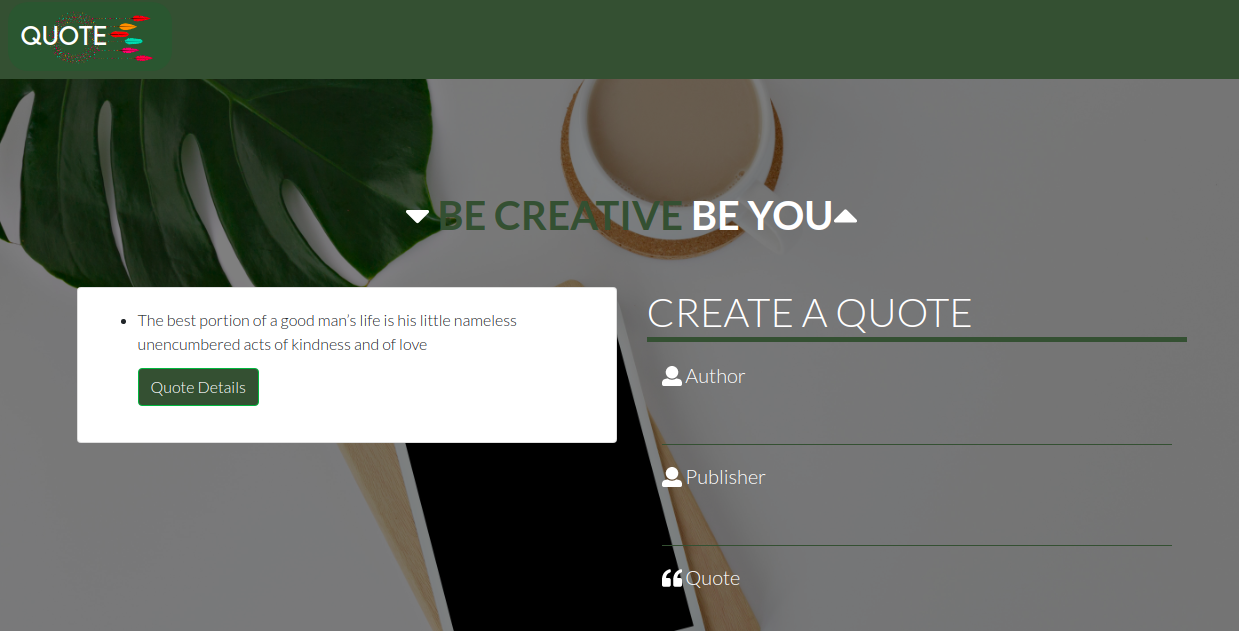 QUOTE
BE CREATIVE BE YOU
The best portion of a good man’s life is his little nameless
unencumbered acts of kindness and of love
Quote Details
CREATE A QUOTE
Author
Publisher
Quote